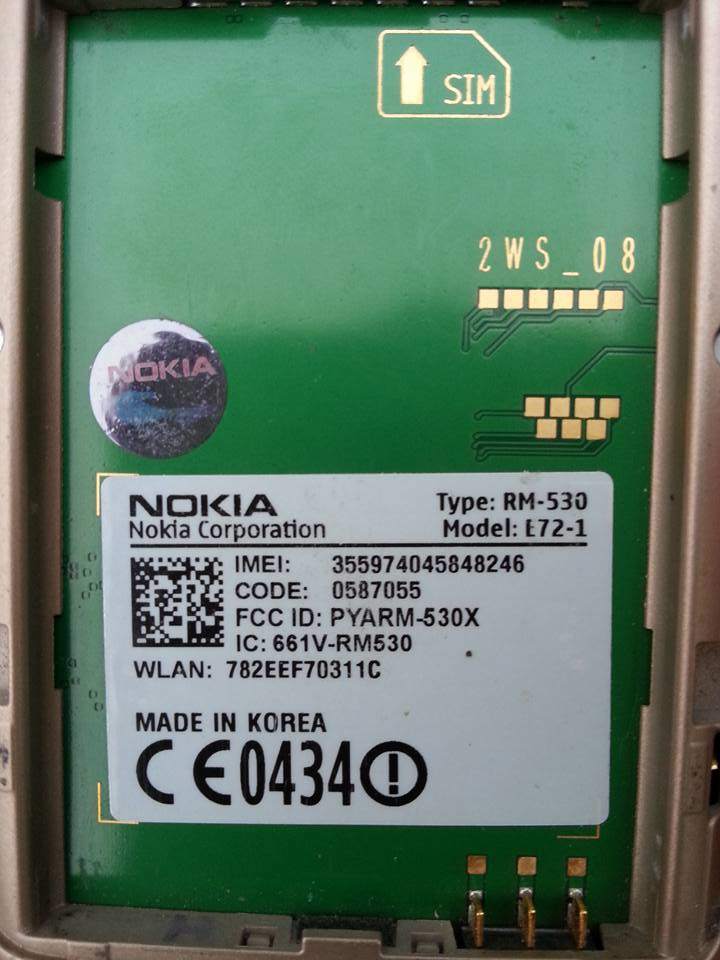 SIM
2WS_08
NOKIA
NOKIA
Type: RM-530
Nokia Corporation
Model: E72-1
IMEI: 355974045848246
CODE: 0587055
FCC ID: PYARM-530X
IC: 661V-RM530
WLAN: 782EEF70311C
MADE IN KOREA
CE0434